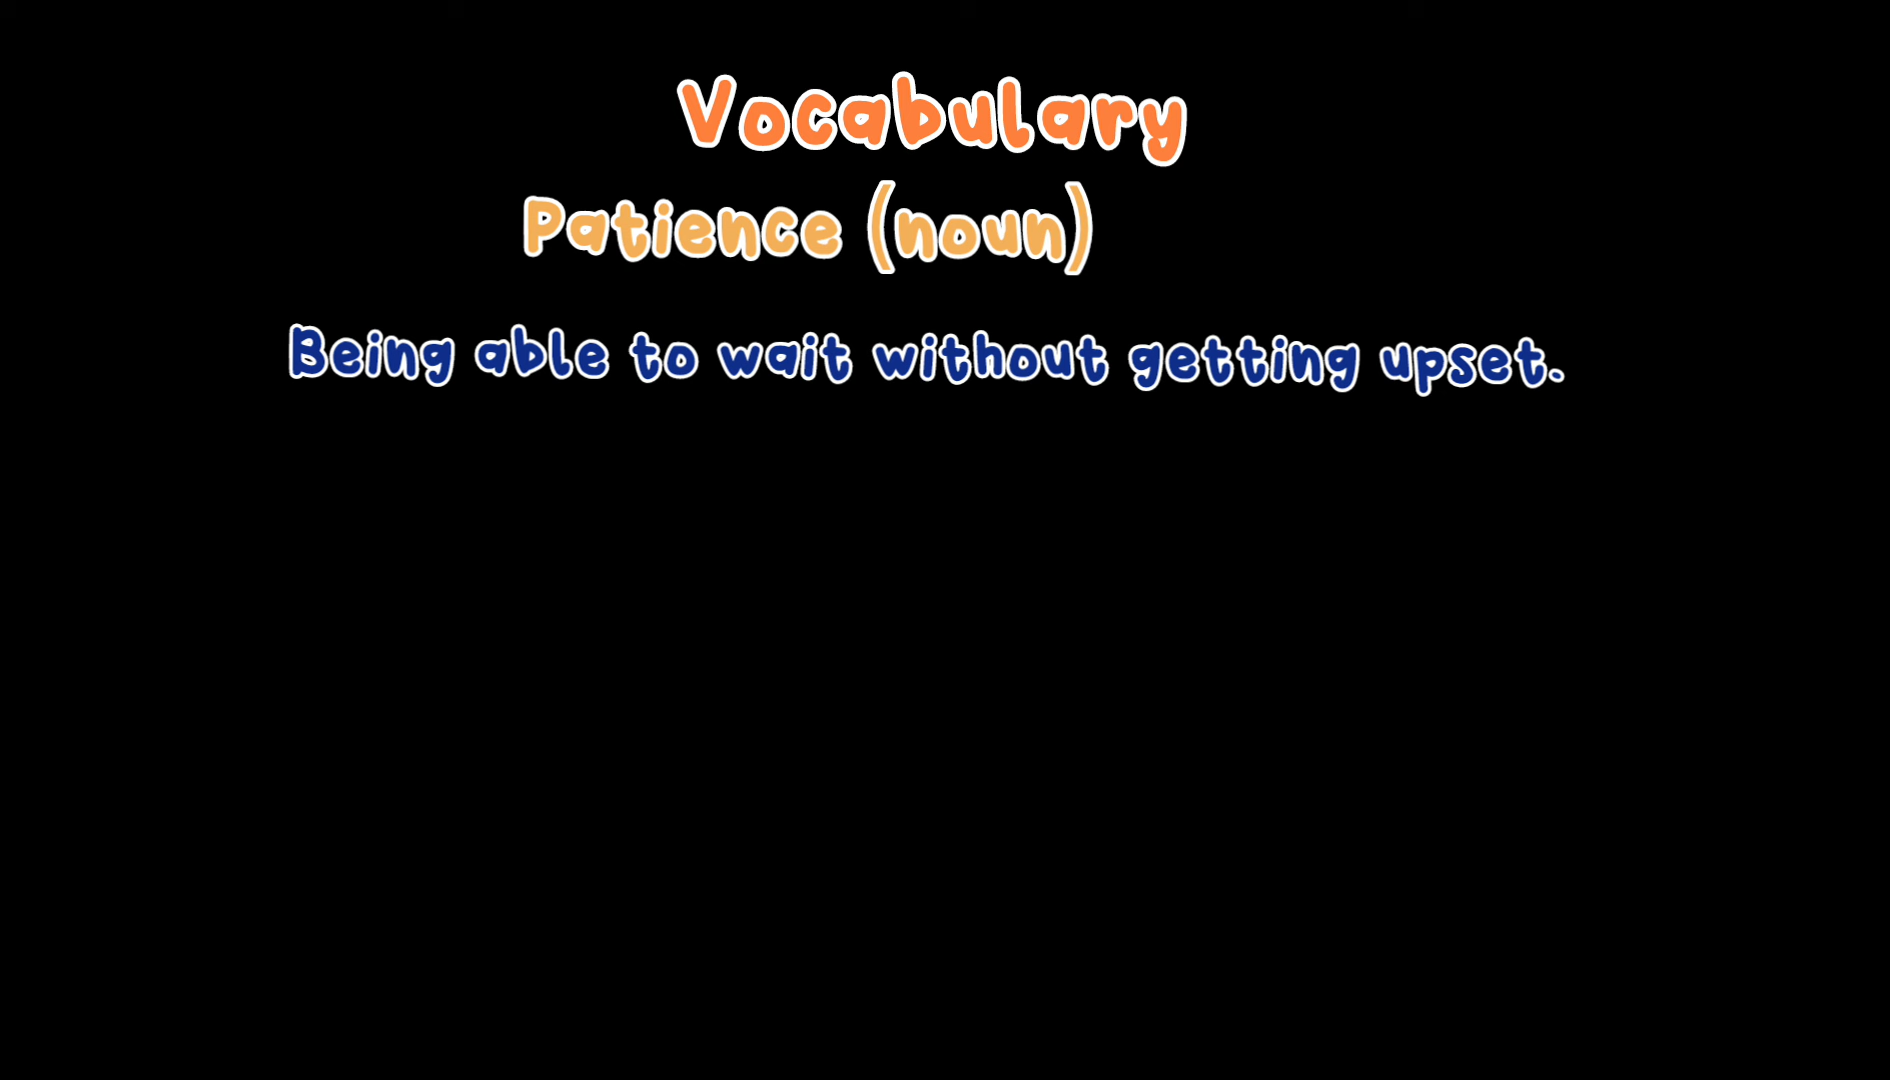 Vocabulary
Patience (noun)
Being able to wait without getting upset.